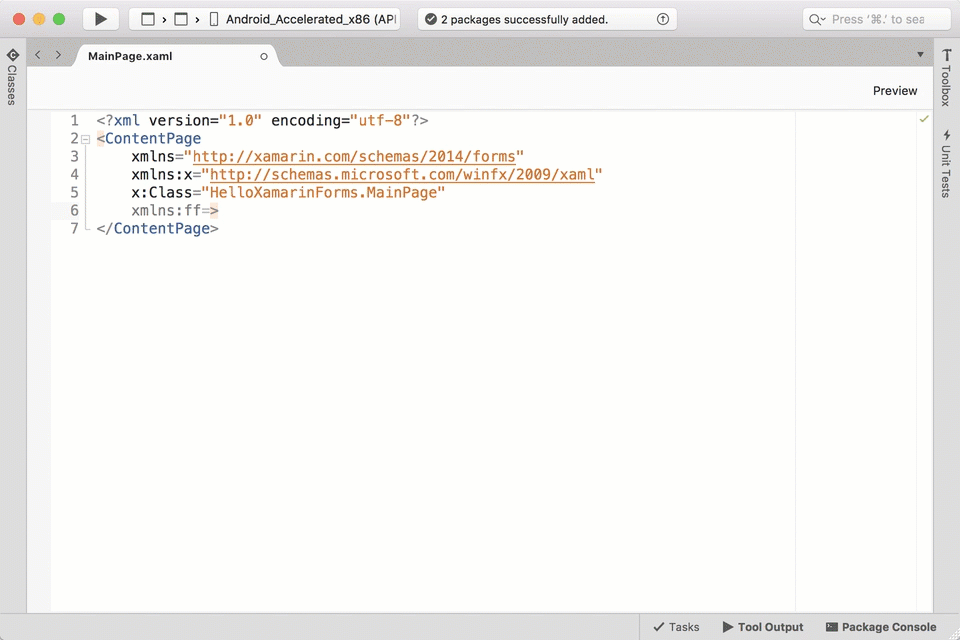 Android_Accelerated_x86 (API
2 packages successfully added.
Press ‘⌘.’ to sea
MainPage.xaml
Classes
Preview
Toolbox
Unit Tests
1 <?xml version="1.0" encoding="utf-8"?>
2 <ContentPage
3 xmlns="http://xamarin.com/schemas/2014/forms"
4 xmlns:x="http://schemas.microsoft.com/winfx/2009/xaml"
5 x:Class="HelloXamarinForms.MainPage"
6 xmlns:ff=>
7 </ContentPage>
Tasks
Tool Output
Package Console